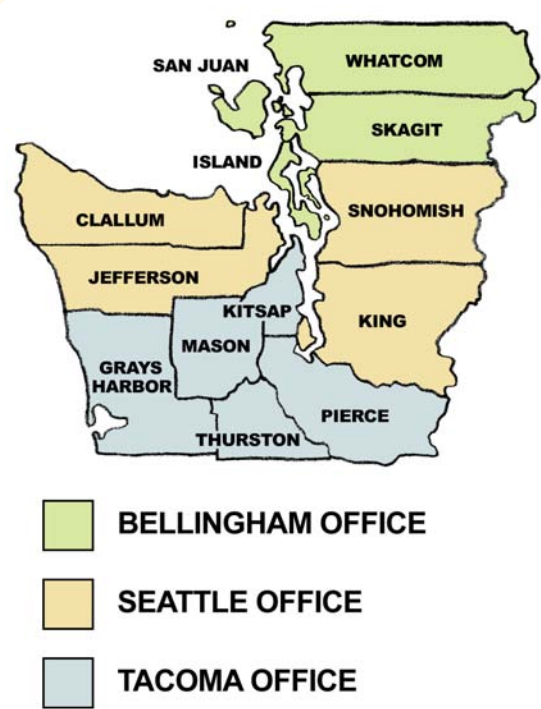 WHATCOM
SAN JUAN
SKAGIT
ISLAND
SNOHOMISH
CLALLUM
JEFFERSON
KITSAP
KING
MASON
GRAYS
HARBOR
PIERCE
THURSTON
BELLINGHAM OFFICE
SEATTLE OFFICE
TACOMA OFFICE